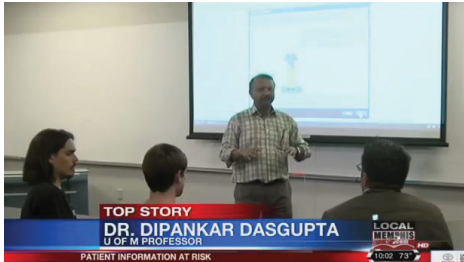 TOP STORY
DR. DIPANKAR DASGUPTA
U OF M PROFESSOR
PATIENT INFORMATION AT RISK
LOCAL
MEMPHIS
HD
10:02 73°